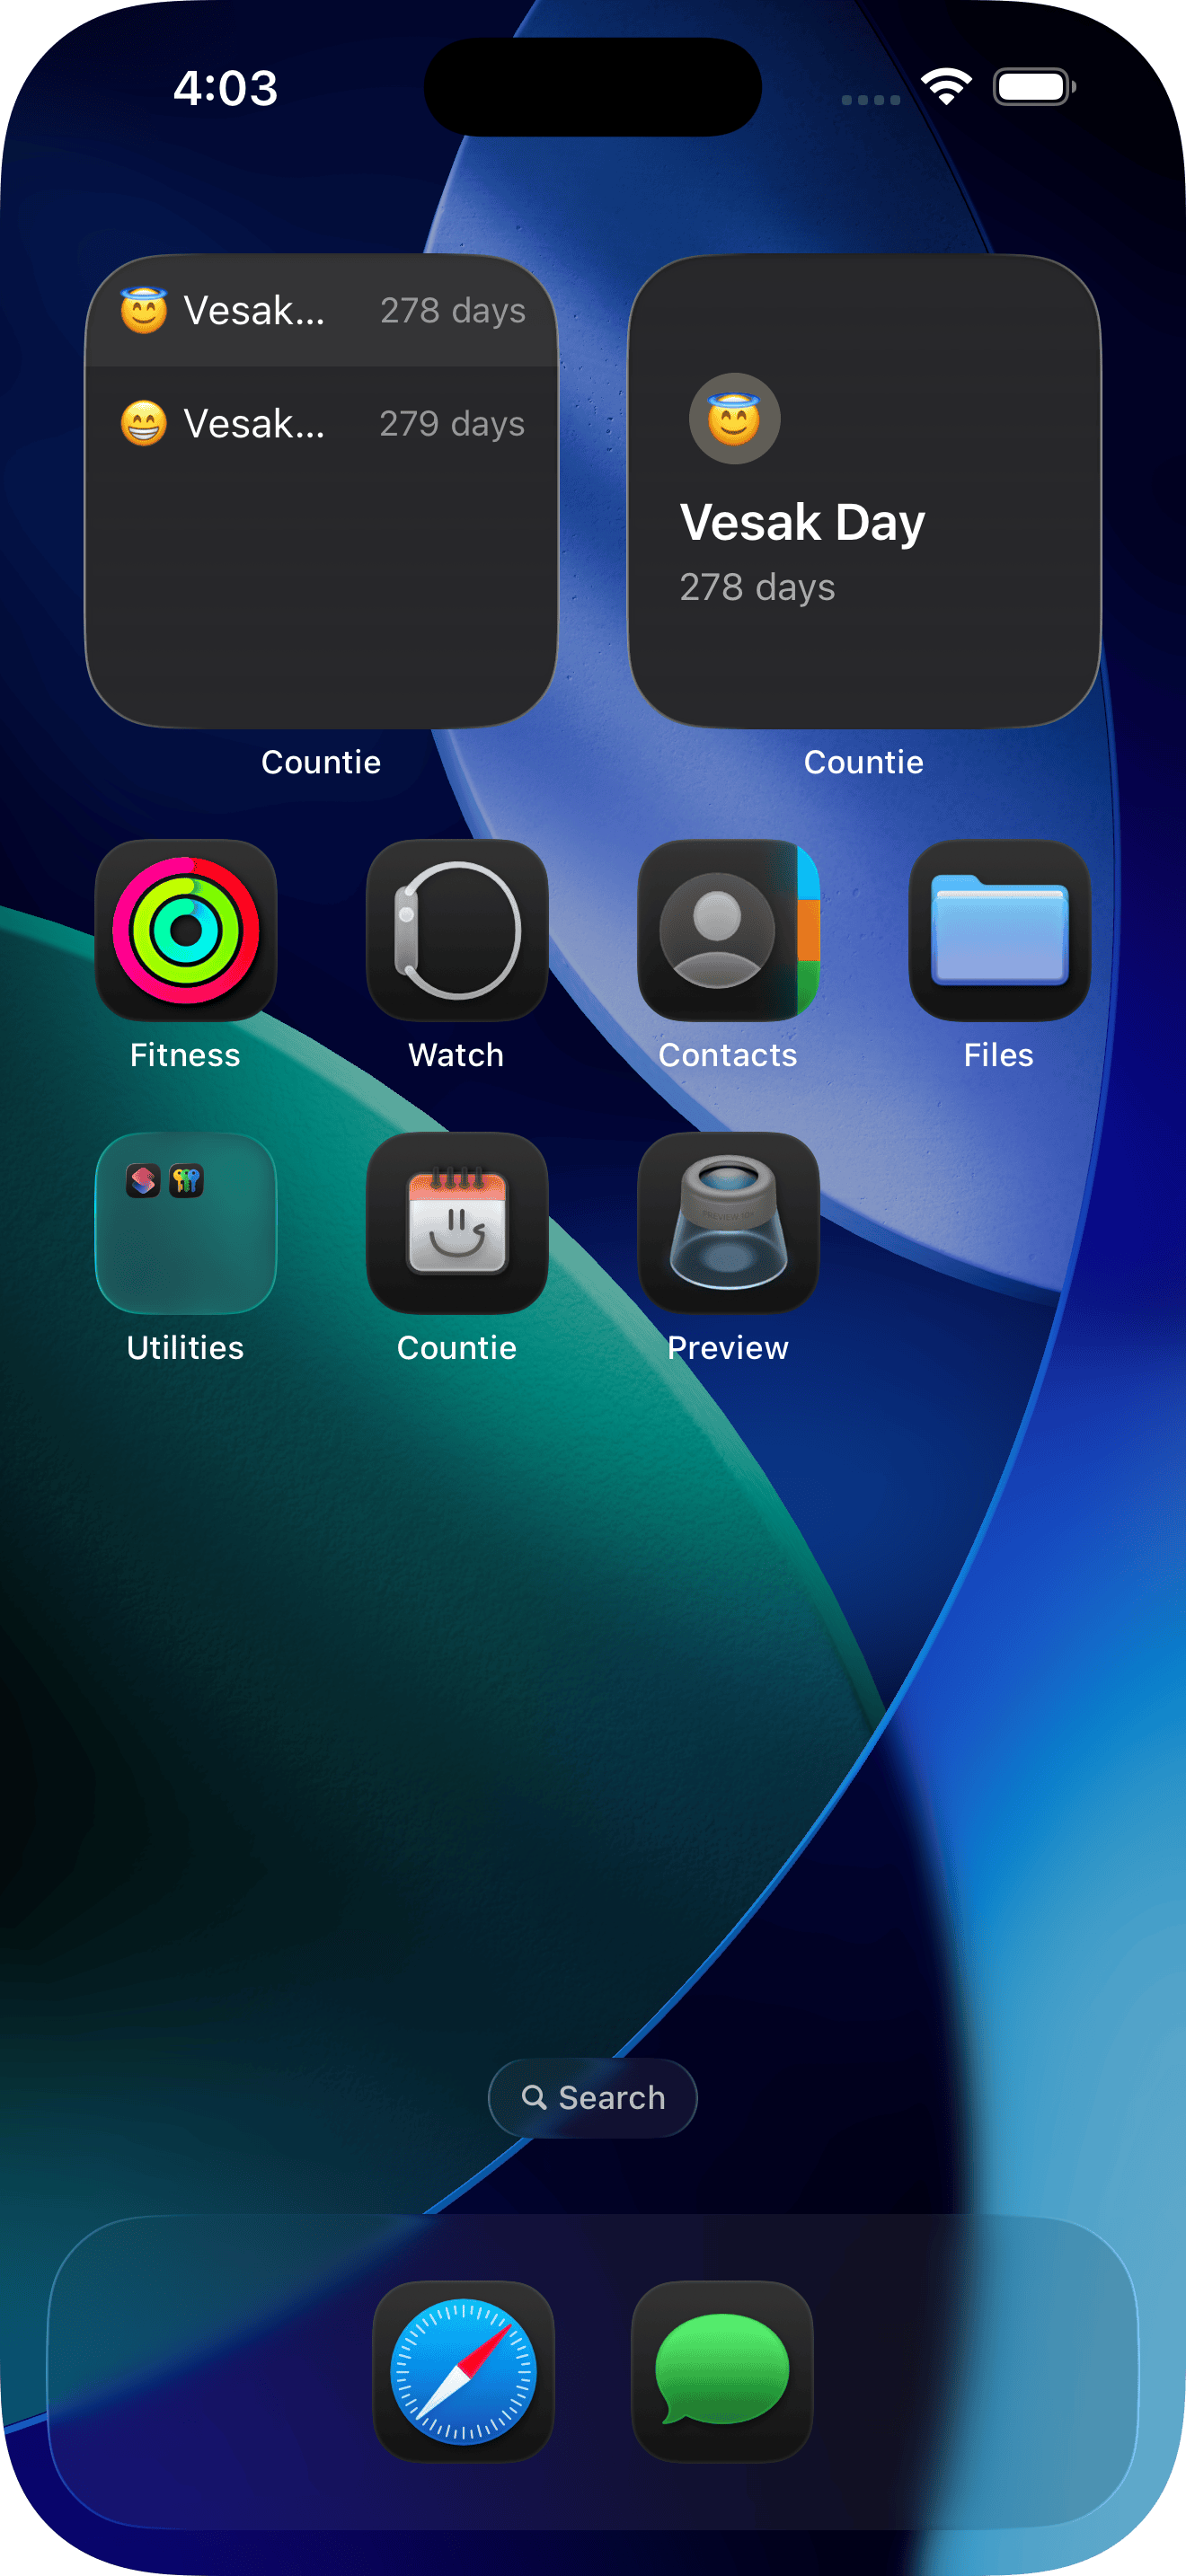 4:03
Vesak... 278 days
Vesak... 279 days
Vesak Day
278 days
Countie
Countie
Fitness
Watch
Contacts
Files
Utilities
Countie
Preview
Search